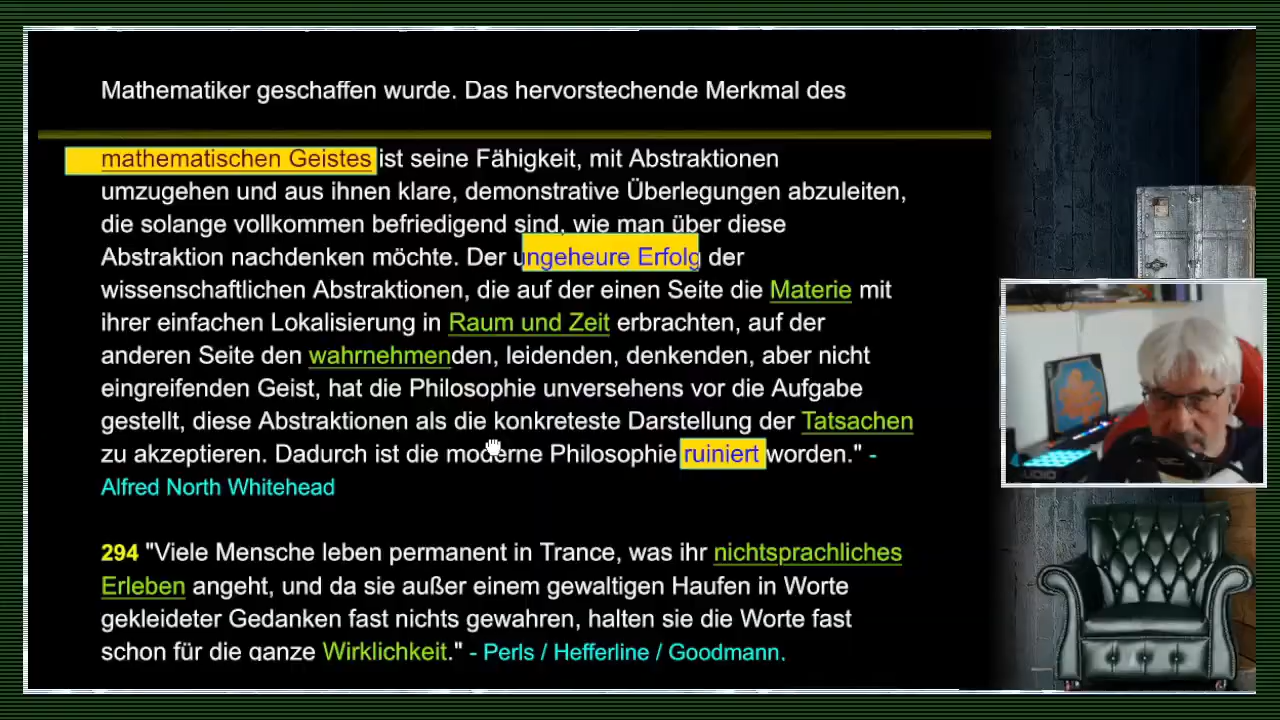 Mathematiker geschaffen wurde. Das hervorstechende Merkmal des
mathematischen Geistes ist seine Fähigkeit, mit Abstraktionen
umzugehen und aus ihnen klare, demonstrative Überlegungen abzuleiten,
die solange vollkommen befriedigend sind, wie man über diese
Abstraktion nachdenken möchte. Der ungeheure Erfolg der
wissenschaftlichen Abstraktionen, die auf der einen Seite die Materie mit
ihrer einfachen Lokalisierung in Raum und Zeit erbrachten, auf der
anderen Seite den wahrnehmenden, leidenden, denkenden, aber nicht
eingreifenden Geist, hat die Philosophie unversehens vor die Aufgabe
gestellt, diese Abstraktionen als die konkreteste Darstellung der Tatsachen
zu akzeptieren. Dadurch ist die moderne Philosophie ruiniert worden." -
Alfred North Whitehead
294 "Viele Mensche leben permanent in Trance, was ihr nichtsprachliches
Erleben angeht, und da sie außer einem gewaltigen Haufen in Worte
gekleideter Gedanken fast nichts gewahren, halten sie die Worte fast
schon für die ganze Wirklichkeit." - Perls / Hefferline / Goodmann.